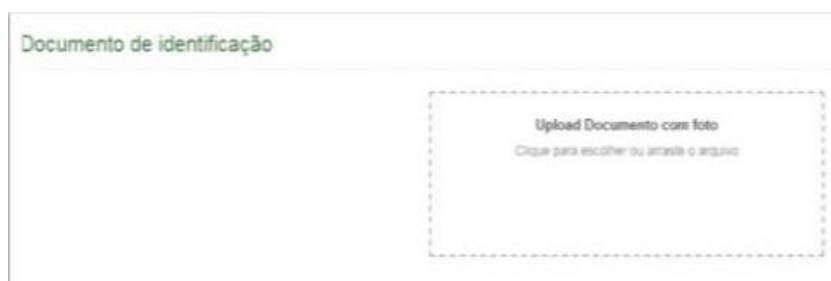 Documento de identificação
Upload Documento com foto
Clique para escolher ou arraste o arquivo